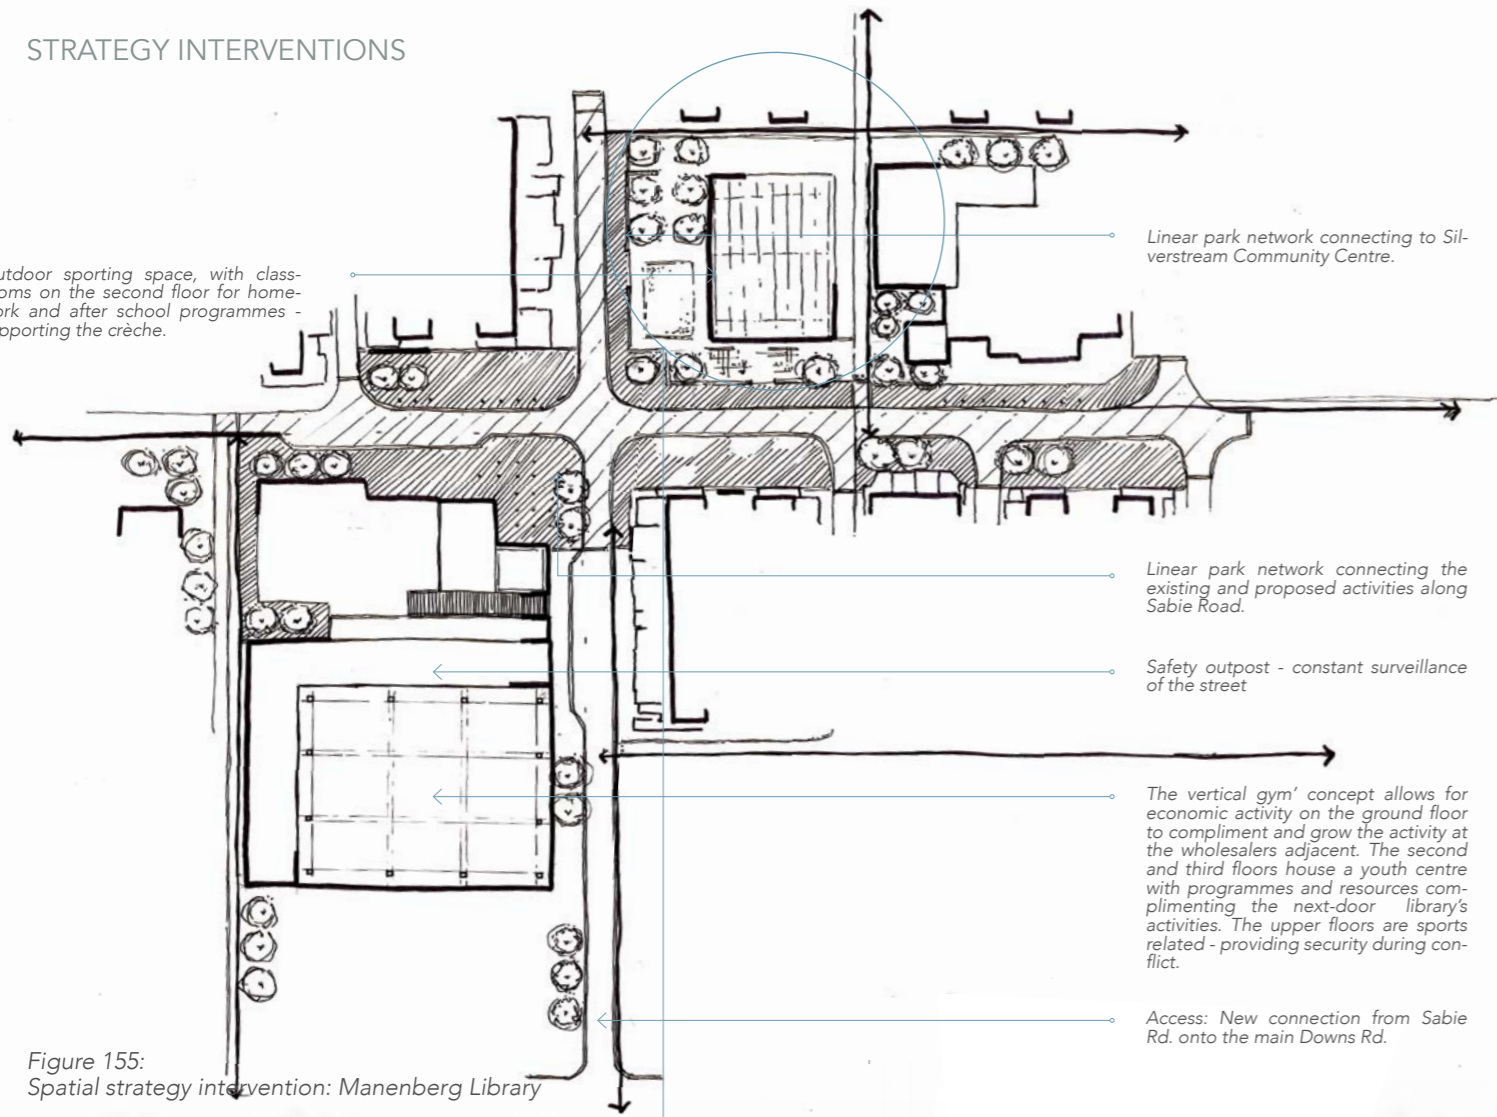 STRATEGY INTERVENTIONS
utdoor sporting space, with class-
oms on the second floor for home-
ork and after school programmes -
pporting the crèche.
Linear park network connecting to Sil-
verstream Community Centre.
Linear park network connecting the
existing and proposed activities along
Sabie Road.
Safety outpost - constant surveillance
of the street
The vertical gym' concept allows for
economic activity on the ground floor
to compliment and grow the activity at
the wholesalers adjacent. The second
and third floors house a youth centre
with programmes and resources com-
plimenting the next-door library's
activities. The upper floors are sports
related - providing security during con-
flict.
Access: New connection from Sabie
Rd. onto the main Downs Rd.
Figure 155:
Spatial strategy intervention: Manenberg Library